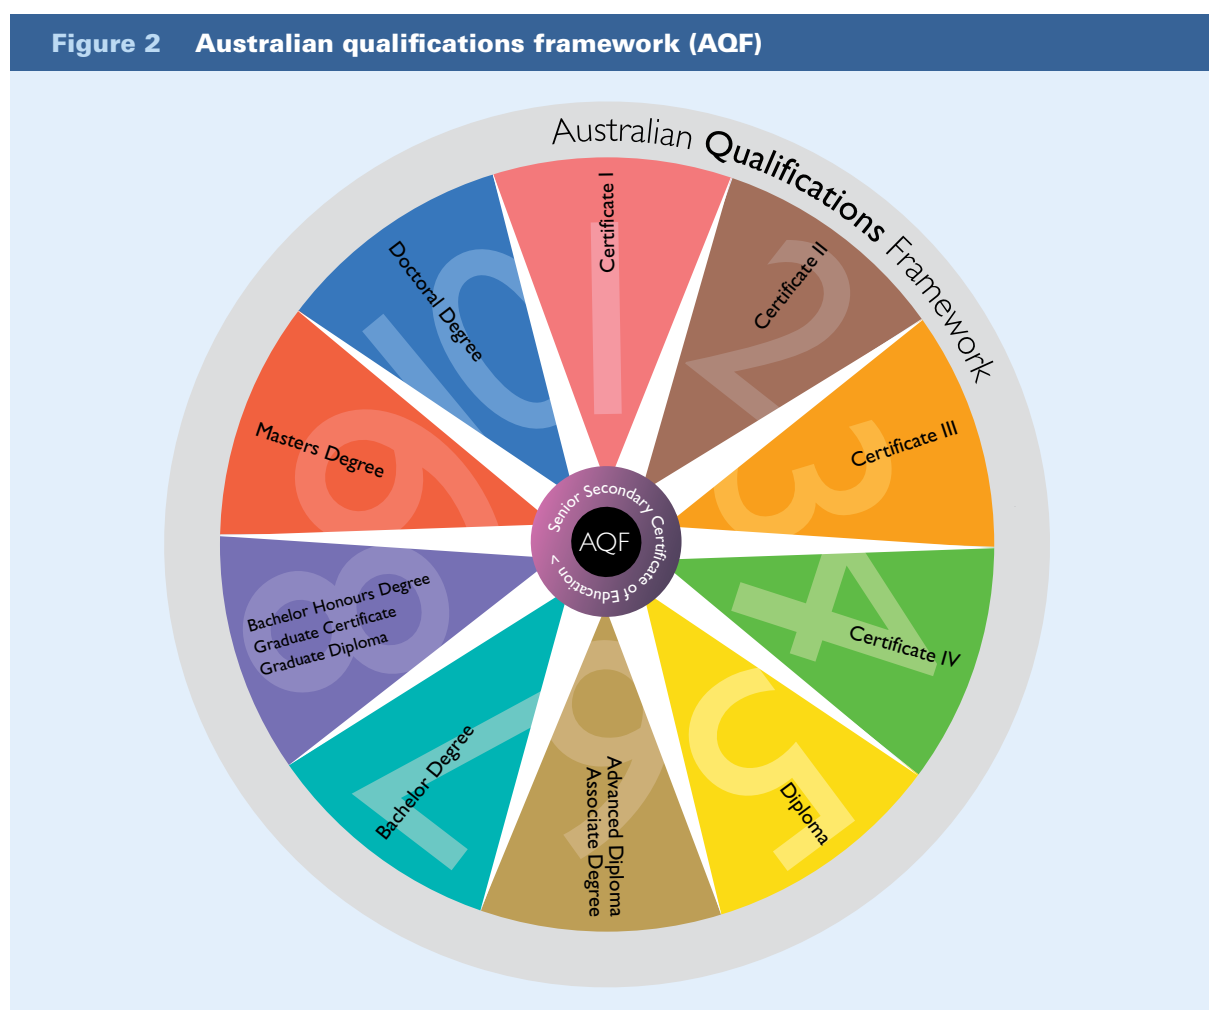 Figure 2 Australian qualifications framework (AQF)
Australian Qualifications Framework
1
Certificate I
2
Certificate II
3
Certificate III
4
Certificate IV
5
Diploma
6
Advanced Diploma
Associate Degree
7
Bachelor Degree
8
Bachelor Honours Degree
Graduate Certificate
Graduate Diploma
9
Masters Degree
10
Doctoral Degree
Senior Secondary Certificate of Education >
AQF